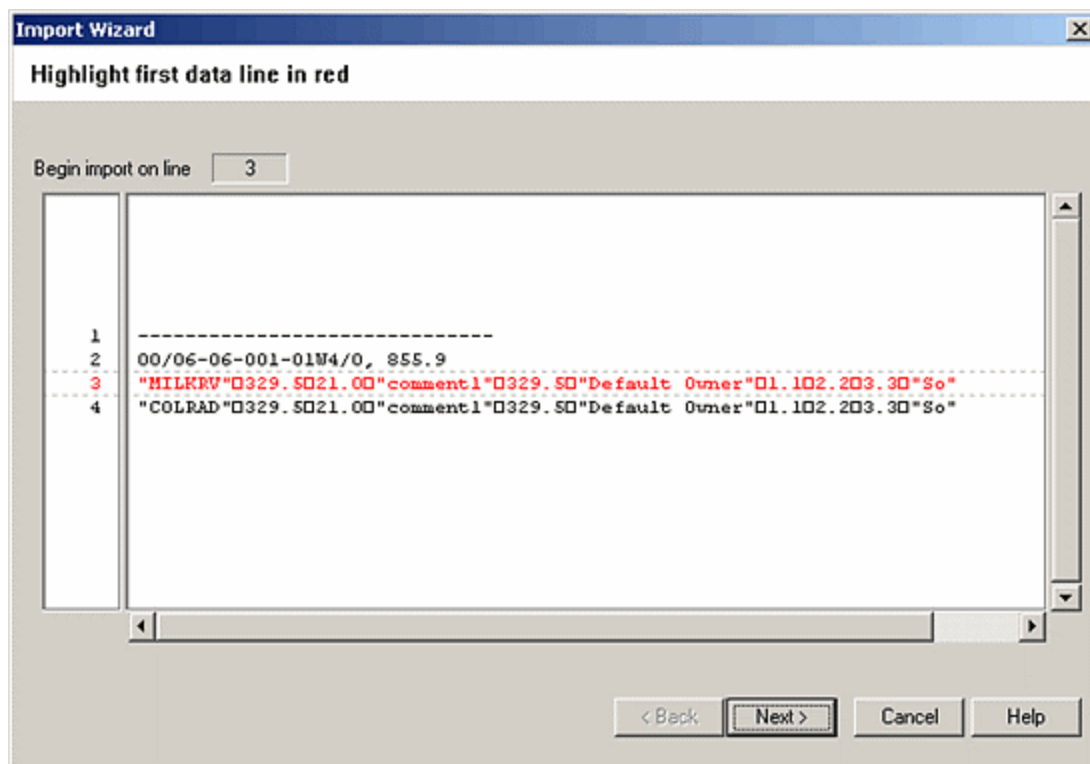 Import Wizard
Highlight first data line in red
Begin import on line 3
1 ------------------------------
2 00/06-06-001-01W4/0, 855.9
3 "MILKRV"□329.5□21.0□"comment1"□329.5□"Default Owner"□1.1□2.2□3.3□"So"
4 "COLRAD"□329.5□21.0□"comment1"□329.5□"Default Owner"□1.1□2.2□3.3□"So"
< Back Next > Cancel Help